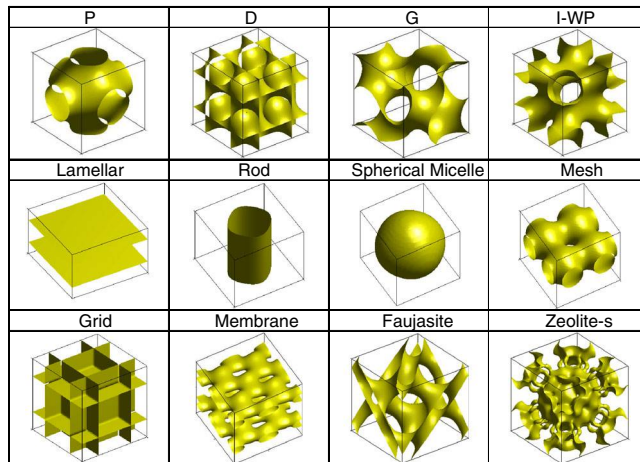 P D G I-WP
Lamellar Rod Spherical Micelle Mesh
Grid Membrane Faujasite Zeolite-s